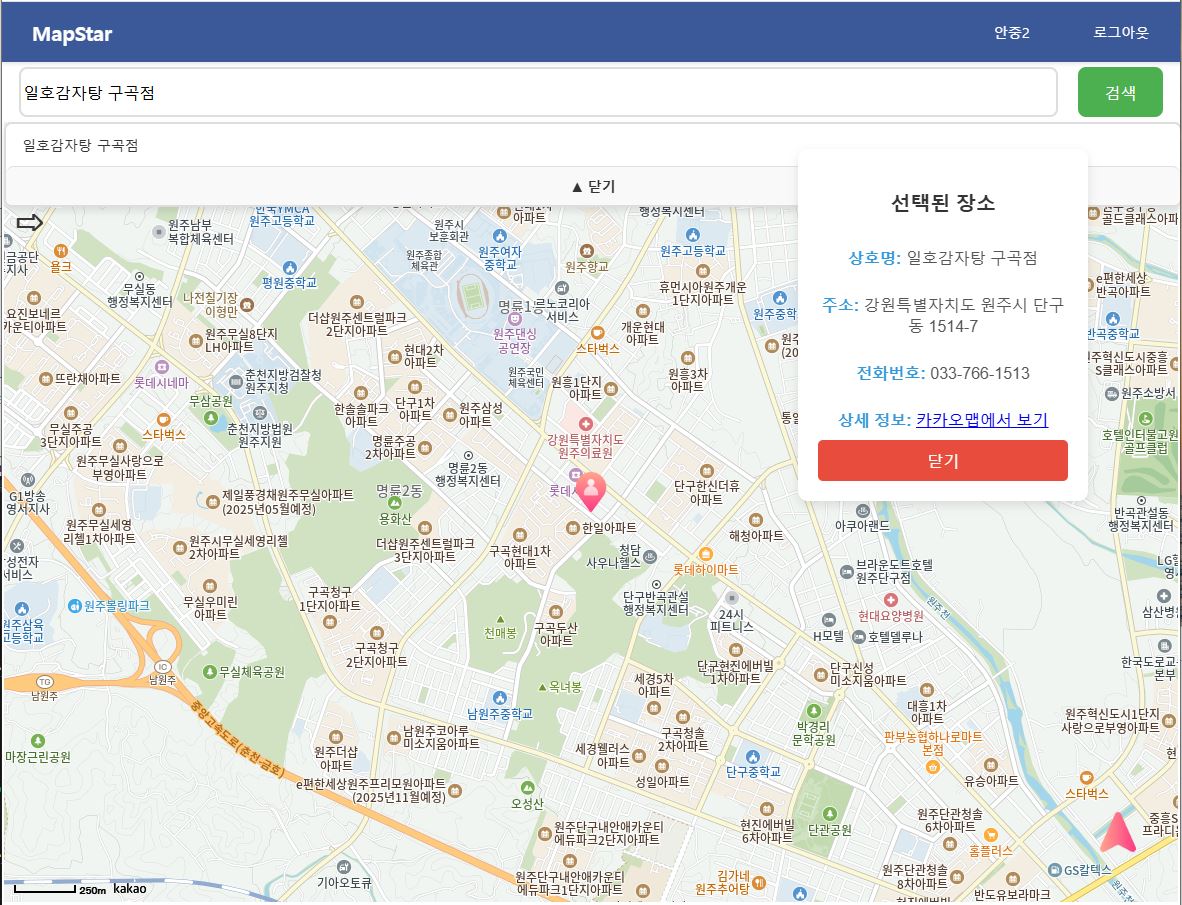 MapStar
안중2
로그아웃
일호감자탕 구곡점
검색
일호감자탕 구곡점
▲ 닫기
선택된 장소
상호명: 일호감자탕 구곡점
주소: 강원특별자치도 원주시 단구
동 1514-7
전화번호: 033-766-1513
상세 정보: 카카오맵에서 보기
닫기
원주남부
복합체육센터
원주고등학교
원주시
보훈회관
1차아파트
행정복지센터
골드클래스아파
욜크
평원중학교
원주종합
체육관
원주여자
중학교
원주향교
원주고등학교
무실동
행정복지센터
나전칠기장
이형만
휴먼시아원주개운
1단지아파트
e편한세상
반곡아파트
요진보네르
카운티아파트
더샵원주센트럴파크
2단지아파트
명륜1동
르노코리아
서비스
원주댄싱
공연장
개운현대
아파트
원주중학
반곡중학교
원주무실8단지
LH아파트
스타벅스
현대2차
아파트
원흥3차
아파트
S클래스아파트
뜨란채아파트
롯데시네마
춘천지방검찰청
원주지청
원주국민
체육센터
원흥1단지
아파트
원주소방서
무삼공원
한솔솔파크
아파트
단구1차
아파트
원주삼성
아파트
무실주공
3단지아파트
스타벅스
춘천지방법원
원주지원
강원특별자치도
원주의료원
호텔인터불고원
골프클럽
원주무실사랑으로
부영아파트
명륜주공
2차아파트
명륜2동
행정복지센터
G1방송
영서지사
제일풍경채원주무실아파트
(2025년05월예정)
명륜2동
용화산
단구한신더휴
아파트
반곡관설동
행정복지센터
원주무실세영
리첼1차아파트
한일아파트
해청아파트
아쿠아랜드
원주시무실세영리첼
2차아파트
더샵원주센트럴파크
3단지아파트
구곡현대1차
아파트
청담
사우나헬스
롯데하이마트
브라운도트호텔
원주단구점
무실우미린
아파트
구곡청구
1단지아파트
단구반곡관설
행정복지센터
원주천
현대요양병원
삼산병원
원주볼링파크
원주삼육
고등학교
24시
피트니스
천매봉
구곡두산
아파트
H모텔
호텔델루나
구곡청구
2단지아파트
한국도로교
본부
IC
남원주
무실체육공원
단구현진에버빌
1차아파트
단구신성
미소지움아파트
TG
남원주
옥녀봉
세경5차
아파트
남원주중학교
대흥1차
아파트
중앙고속도로(춘천-금호)
박경리
문학공원
원주혁신도시1단지
사랑으로부영아파트
구곡청솔
2차아파트
판부농협하나로마트
본점
마장근린공원
원주더샵
아파트
남원주코아루
미소지움아파트
세경웰러스
아파트
단구중학교
성일아파트
유승아파트
e편한세상원주프리모원아파트
(2025년11월예정)
오성산
스타벅스
원주단구내안애카운티
에듀파크2단지아파트
현진에버빌
6차아파트
단관공원
원주단관청솔
6차아파트
홈플러스
기아오토큐
원주단구내안애카운티
에듀파크1단지아파트
김가네
원주추어탕
원주단관청솔
8차아파트
GS칼텍스
원주천
반도유보라마크
250m kakao